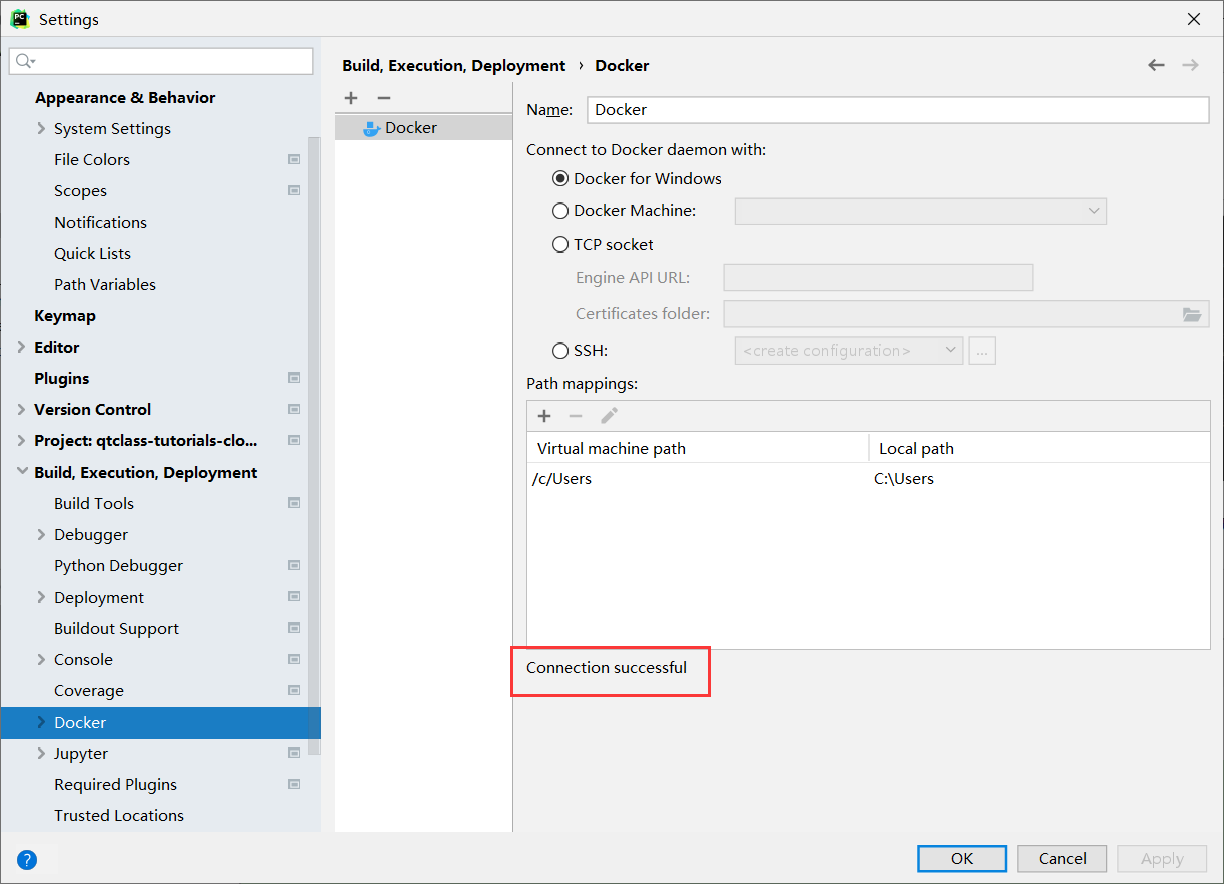 Settings
Appearance & Behavior
System Settings
File Colors
Scopes
Notifications
Quick Lists
Path Variables
Keymap
Editor
Plugins
Version Control
Project: qtclass-tutorials-clo...
Build, Execution, Deployment
Build Tools
Debugger
Python Debugger
Deployment
Buildout Support
Console
Coverage
Docker
Jupyter
Required Plugins
Trusted Locations
Build, Execution, Deployment › Docker
Docker
Name: Docker
Connect to Docker daemon with:
Docker for Windows
Docker Machine:
TCP socket
Engine API URL:
Certificates folder:
SSH: <create configuration> ...
Path mappings:
Virtual machine path Local path
/c/Users C:\Users
Connection successful
? OK Cancel Apply